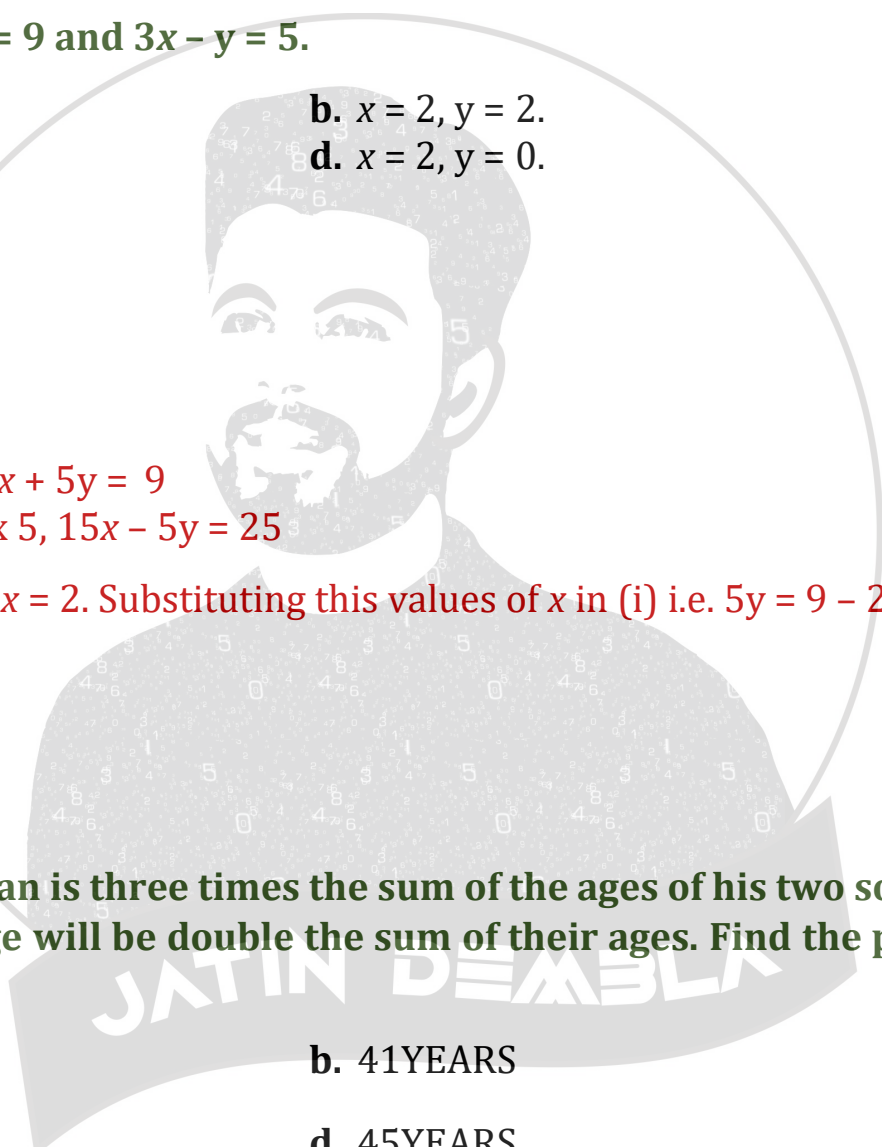 = 9 and 3x – y = 5.
b. x = 2, y = 2.
d. x = 2, y = 0.
x + 5y = 9
x 5, 15x – 5y = 25
x = 2. Substituting this values of x in (i) i.e. 5y = 9 – 2
an is three times the sum of the ages of his two so
ge will be double the sum of their ages. Find the p
JATIN DEMBLA
b. 41YEARS
d. 45YEARS